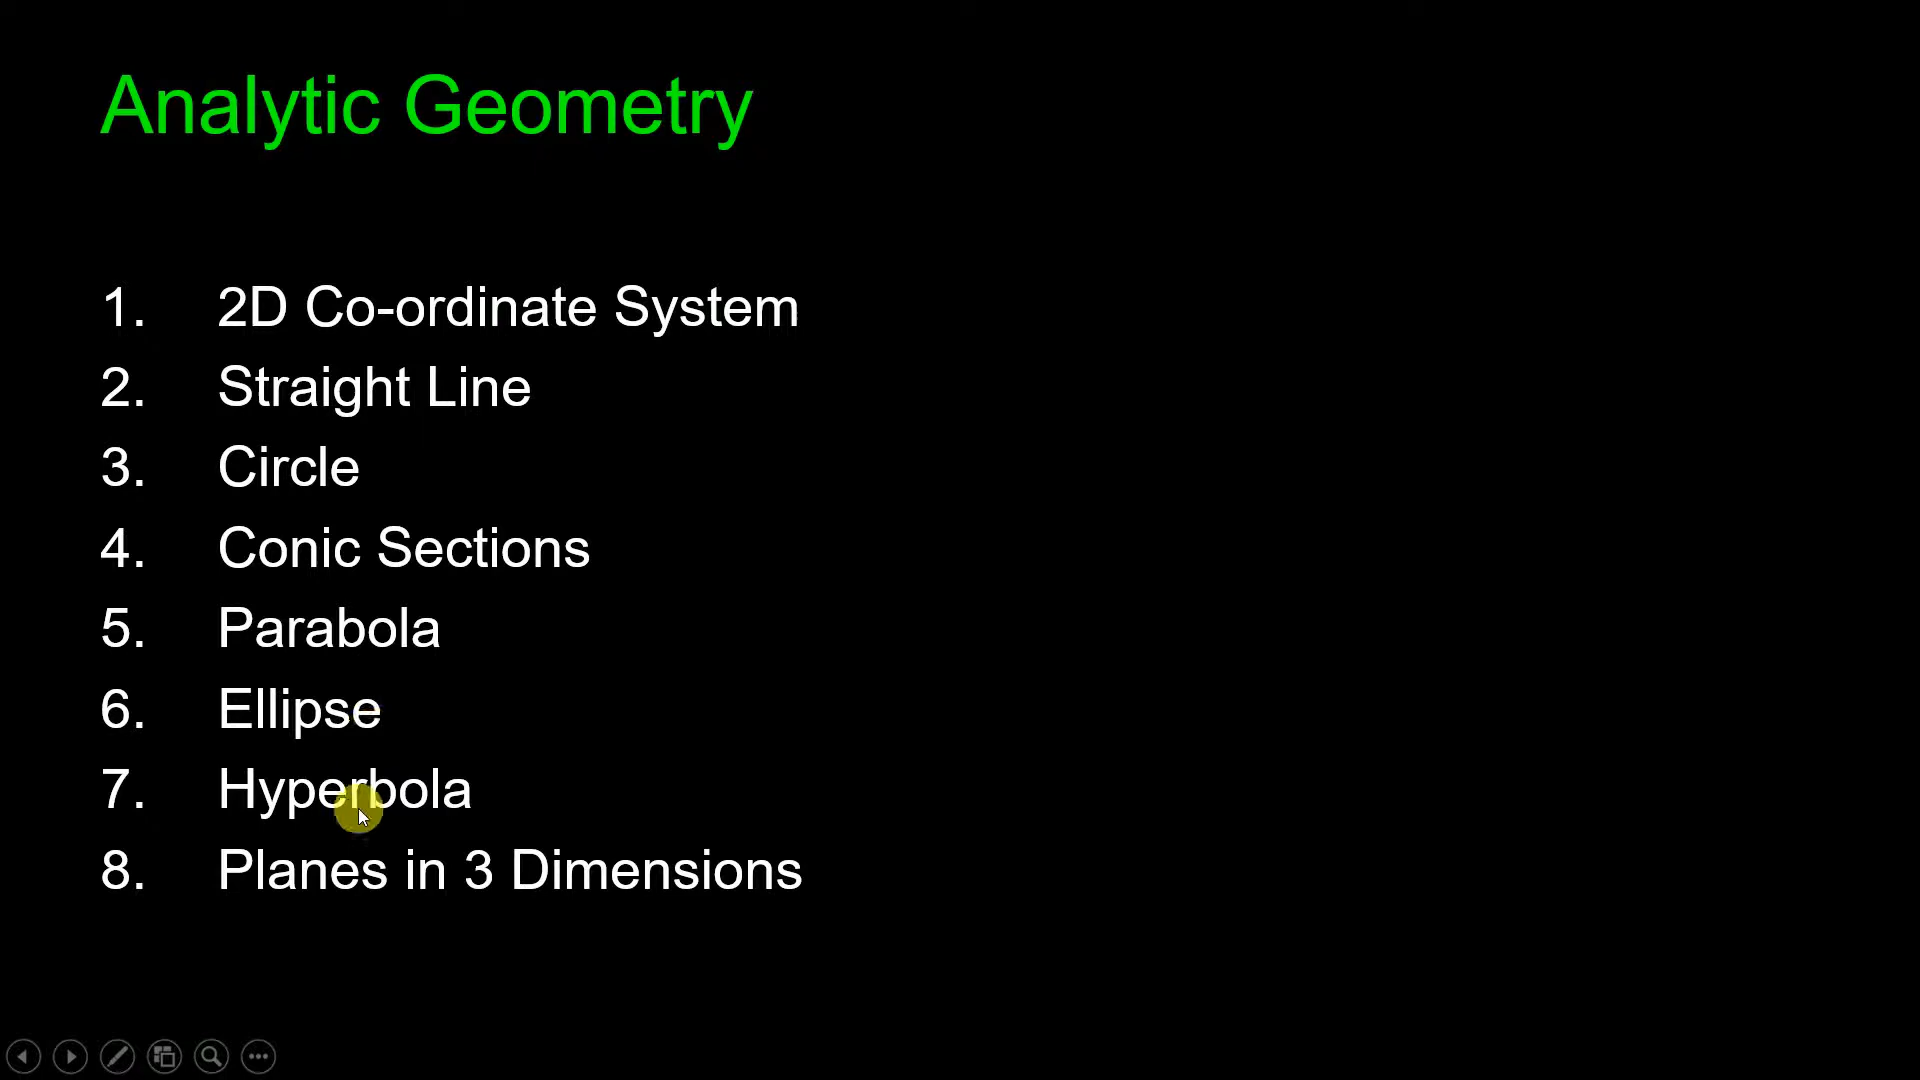 Analytic Geometry
1. 2D Co-ordinate System
2. Straight Line
3. Circle
4. Conic Sections
5. Parabola
6. Ellipse
7. Hyperbola
8. Planes in 3 Dimensions